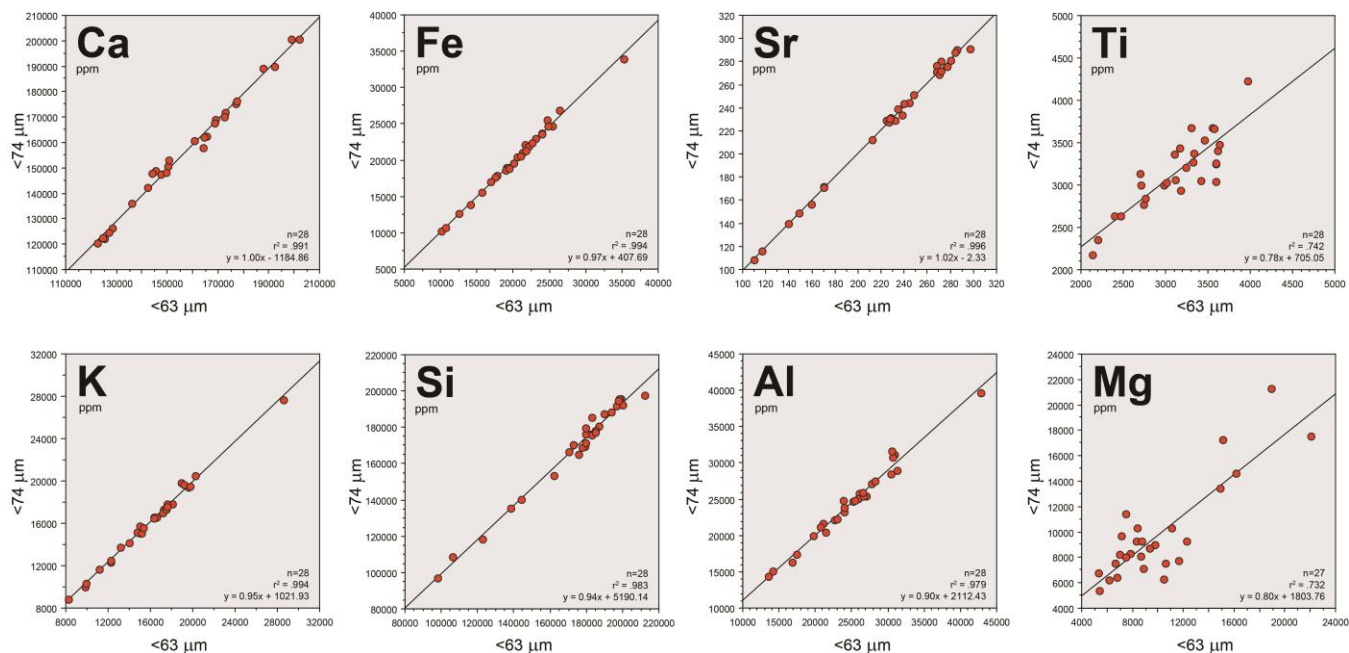 Ca
ppm
210000
200000
190000
180000
170000
160000
150000
140000
130000
120000
110000
110000 130000 150000 170000 190000 210000
<74 μm
<63 μm
n=28
r² = .991
y = 1.00x - 1184.86
Fe
ppm
40000
35000
30000
25000
20000
15000
10000
5000
5000 10000 15000 20000 25000 30000 35000 40000
<74 μm
<63 μm
n=28
r² = .994
y = 0.97x + 407.69
Sr
ppm
320
300
280
260
240
220
200
180
160
140
120
100
100 120 140 160 180 200 220 240 260 280 300 320
<74 μm
<63 μm
n=28
r² = .996
y = 1.02x - 2.33
Ti
ppm
5000
4000
3000
2000
2000 2500 3000 3500 4000 4500 5000
<74 μm
<63 μm
n=28
r² = .742
y = 0.78x + 705.05
K
ppm
32000
28000
24000
20000
16000
12000
8000
8000 12000 16000 20000 24000 28000 32000
<74 μm
<63 μm
n=28
r² = .994
y = 0.95x + 1021.93
Si
ppm
220000
200000
180000
160000
140000
120000
100000
80000
80000 100000 120000 140000 160000 180000 200000 220000
<74 μm
<63 μm
n=28
r² = .983
y = 0.94x + 5190.14
Al
ppm
45000
40000
35000
30000
25000
20000
15000
10000
10000 15000 20000 25000 30000 35000 40000 45000
<74 μm
<63 μm
n=28
r² = .979
y = 0.90x + 2112.43
Mg
ppm
24000
22000
20000
18000
16000
14000
12000
10000
8000
6000
4000
4000 8000 12000 16000 20000 24000
<74 μm
<63 μm
n=27
r² = .732
y = 0.80x + 1803.76